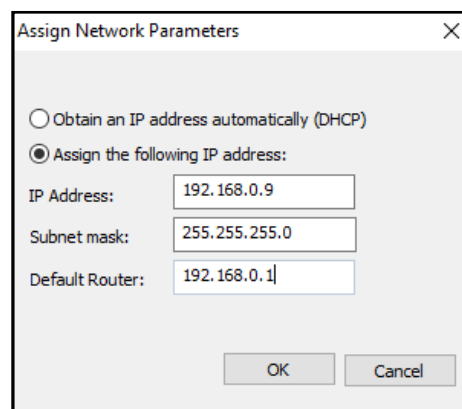 Assign Network Parameters
Obtain an IP address automatically (DHCP)
Assign the following IP address:
IP Address: 192.168.0.9
Subnet mask: 255.255.255.0
Default Router: 192.168.0.1
OK Cancel